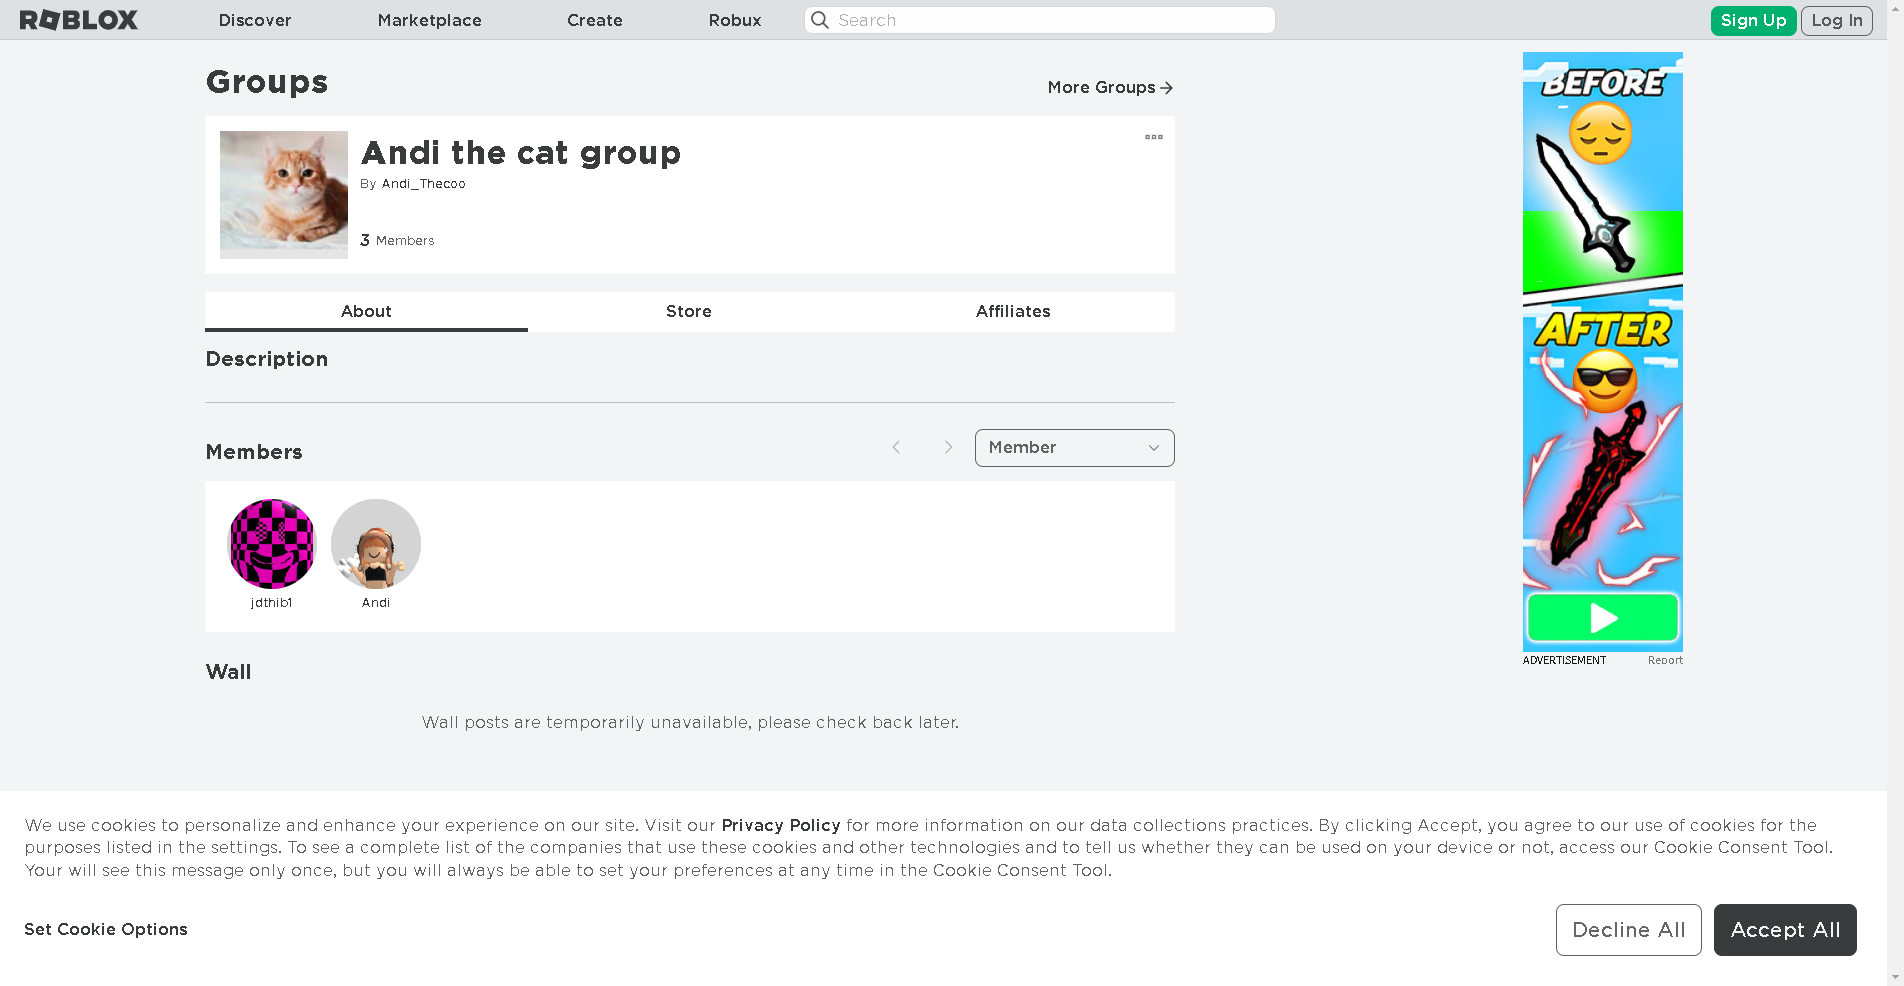 ROBLOX
Discover
Marketplace
Create
Robux
Search
Sign Up
Log In
Groups
More Groups
Andi the cat group
By Andi_Thecoo
3 Members
About
Store
Affiliates
Description
Members
Member
jdthib1
Andi
Wall
Wall posts are temporarily unavailable, please check back later.
BEFORE
AFTER
ADVERTISEMENT
Report
We use cookies to personalize and enhance your experience on our site. Visit our Privacy Policy for more information on our data collections practices. By clicking Accept, you agree to our use of cookies for the
purposes listed in the settings. To see a complete list of the companies that use these cookies and other technologies and to tell us whether they can be used on your device or not, access our Cookie Consent Tool.
Your will see this message only once, but you will always be able to set your preferences at any time in the Cookie Consent Tool.
Set Cookie Options
Decline All
Accept All